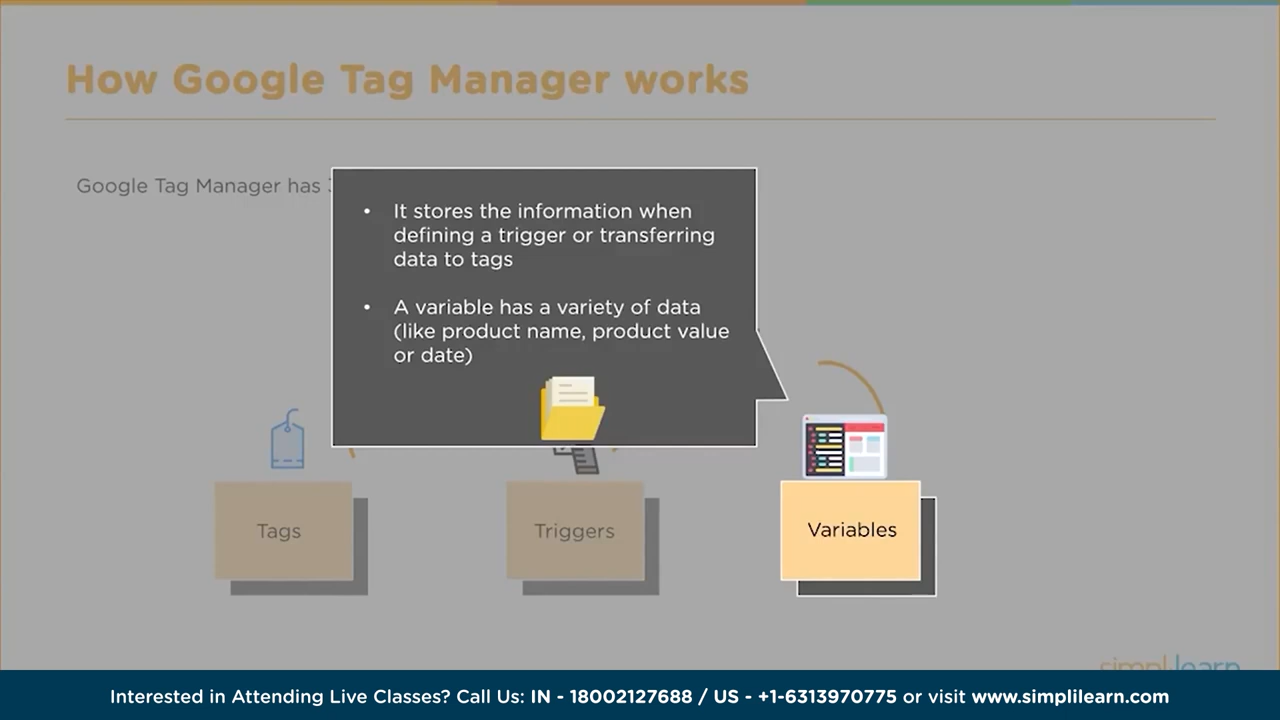 How Google Tag Manager works
Google Tag Manager has
• It stores the information when
defining a trigger or transferring
data to tags
• A variable has a variety of data
(like product name, product value
or date)
Tags
Triggers
Variables
simplilearn
Interested in Attending Live Classes? Call Us: IN - 18002127688 / US - +1-6313970775 or visit www.simplilearn.com